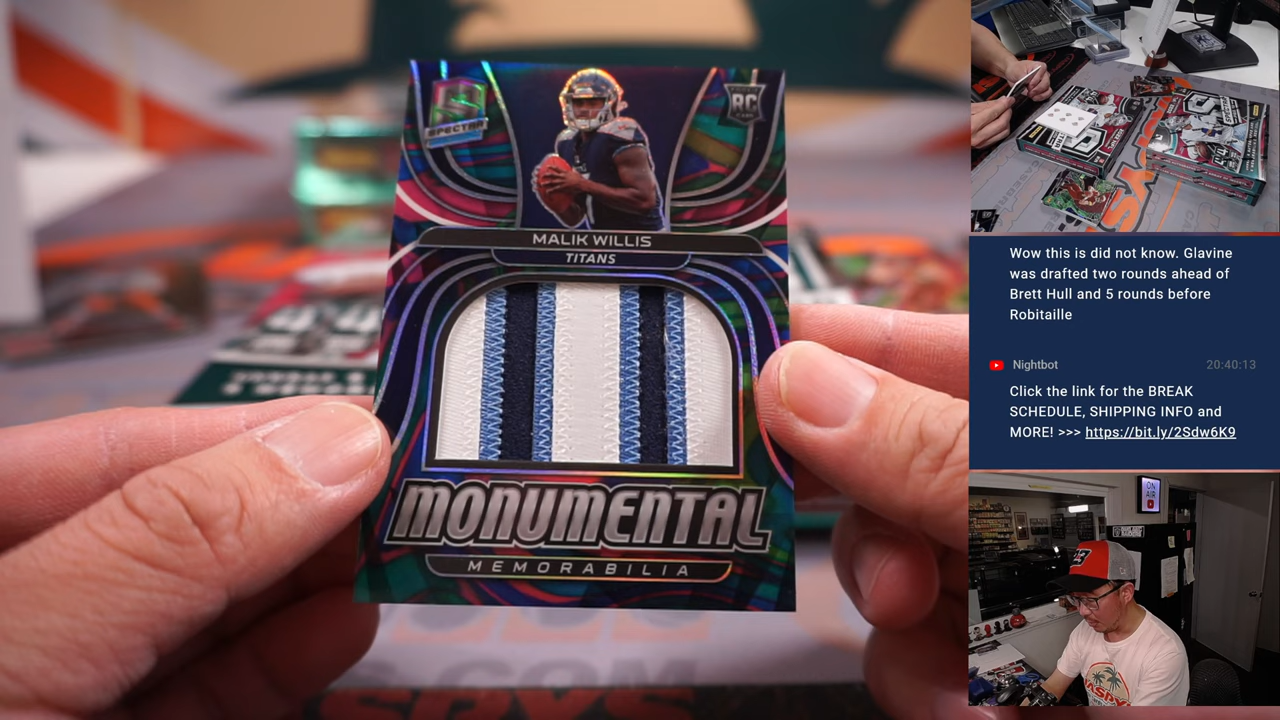 SPECTRA
RC
MALIK WILLIS
TITANS
MONUMENTAL
MEMORABILIA
Wow this is did not know. Glavine
was drafted two rounds ahead of
Brett Hull and 5 rounds before
Robitaille
Nightbot 20:40:13
Click the link for the BREAK
SCHEDULE, SHIPPING INFO and
MORE! >>> https://bit.ly/2Sdw6K9
ON
AIR